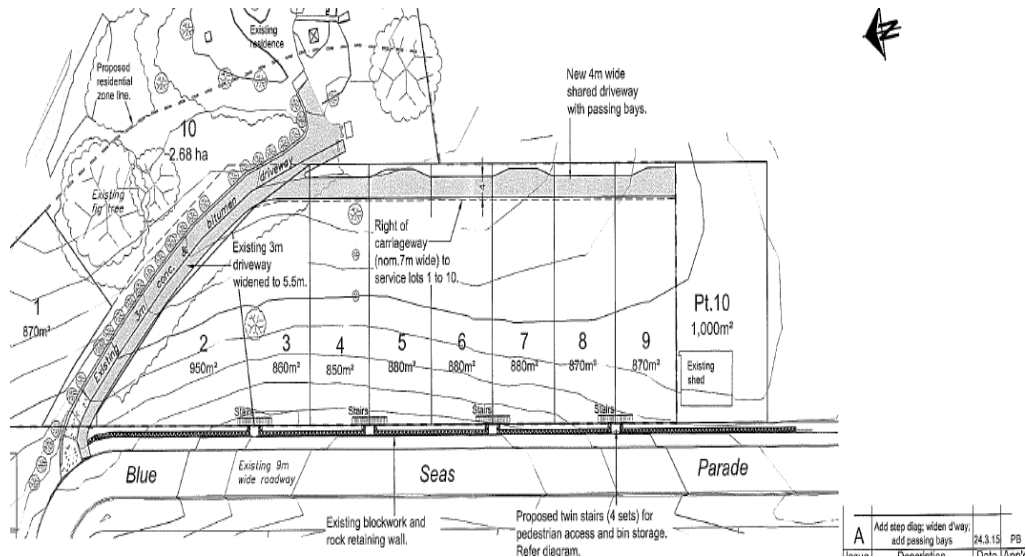 Existing
residence
N
Proposed
residential
zone line.
New 4m wide
shared driveway
with passing bays.
10
2.68 ha
Existing
fig tree
Existing 3m conc. bitumen driveway
4
Existing 3m
driveway
widened to 5.5m.
Right of
carriageway
(nom.7m wide) to
service lots 1 to 10.
1
870m²
2
950m²
3
860m²
4
850m²
5
880m²
6
880m²
7
880m²
8
870m²
9
870m²
Pt.10
1,000m²
Existing
shed
Stairs
Stairs
Stairs
Stairs
Blue Seas Parade
Existing 9m
wide roadway
Existing blockwork and
rock retaining wall.
Proposed twin stairs (4 sets) for
pedestrian access and bin storage.
Refer diagram.
A Add step diag; widen d'way; add passing bays 24.3.15 PB
Issue Description Date